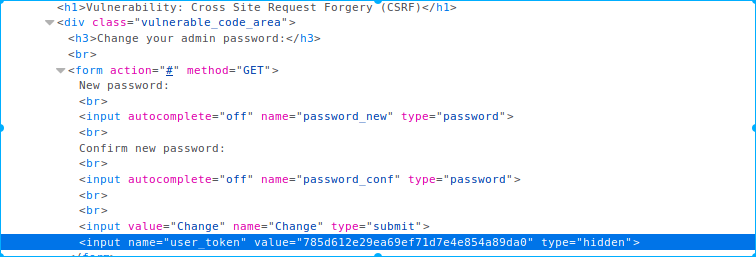 <h1>Vulnerability: Cross Site Request Forgery (CSRF)</h1>
<div class="vulnerable_code_area">
<h3>Change your admin password:</h3>
<br>
<form action="#" method="GET">
New password:
<br>
<input autocomplete="off" name="password_new" type="password">
<br>
Confirm new password:
<br>
<input autocomplete="off" name="password_conf" type="password">
<br>
<br>
<input value="Change" name="Change" type="submit">
<input name="user_token" value="785d612e29ea69ef71d7e4e854a89da0" type="hidden">
</form>